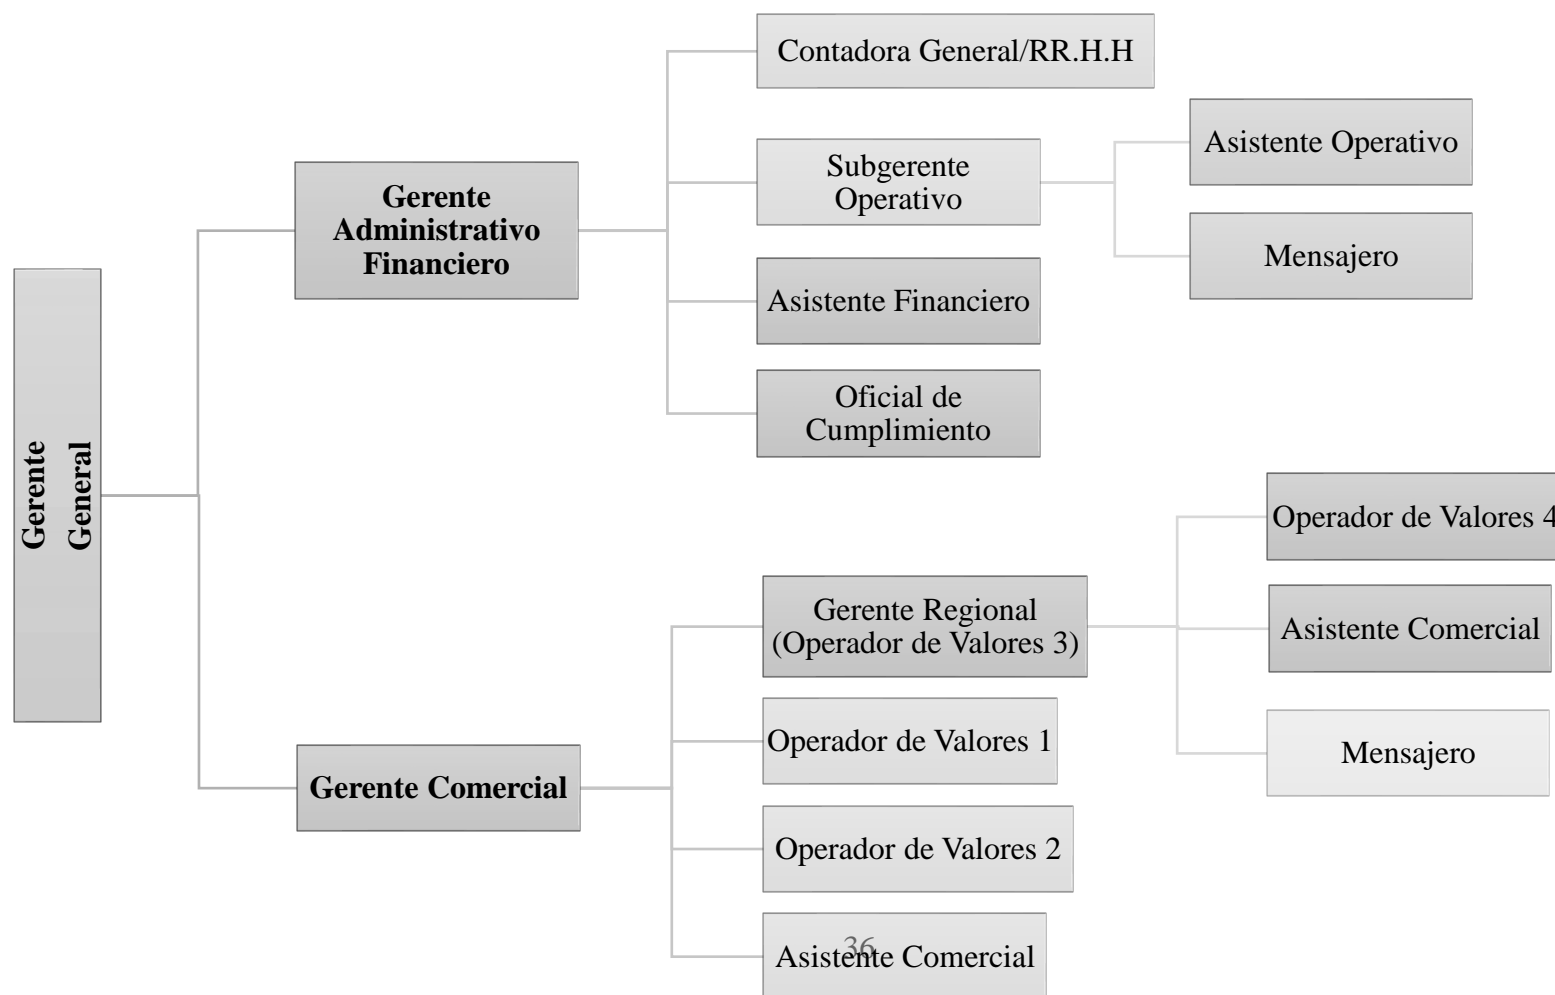 Gerente
General
Gerente
Administrativo
Financiero
Contadora General/RR.H.H
Subgerente
Operativo
Asistente Operativo
Mensajero
Asistente Financiero
Oficial de
Cumplimiento
Gerente Comercial
Gerente Regional
(Operador de Valores 3)
Operador de Valores 4
Asistente Comercial
Mensajero
Operador de Valores 1
Operador de Valores 2
Asistente Comercial
36